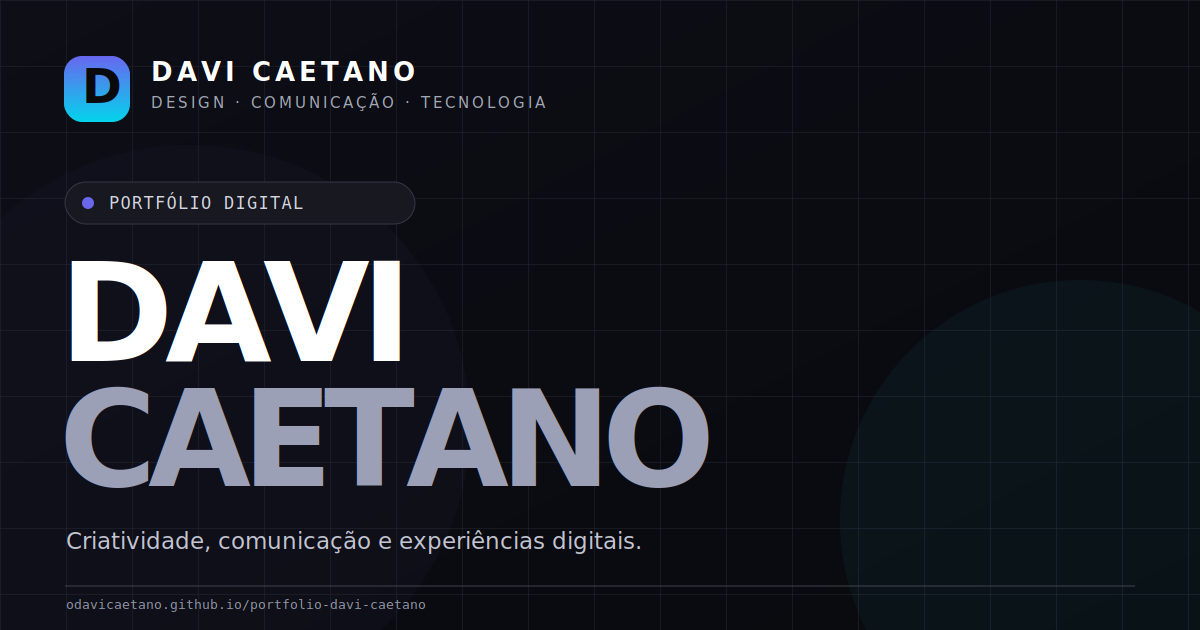 D
DAVI CAETANO
DESIGN · COMUNICAÇÃO · TECNOLOGIA
PORTFÓLIO DIGITAL
DAVI
CAETANO
Criatividade, comunicação e experiências digitais.
odavicaetano.github.io/portfolio-davi-caetano